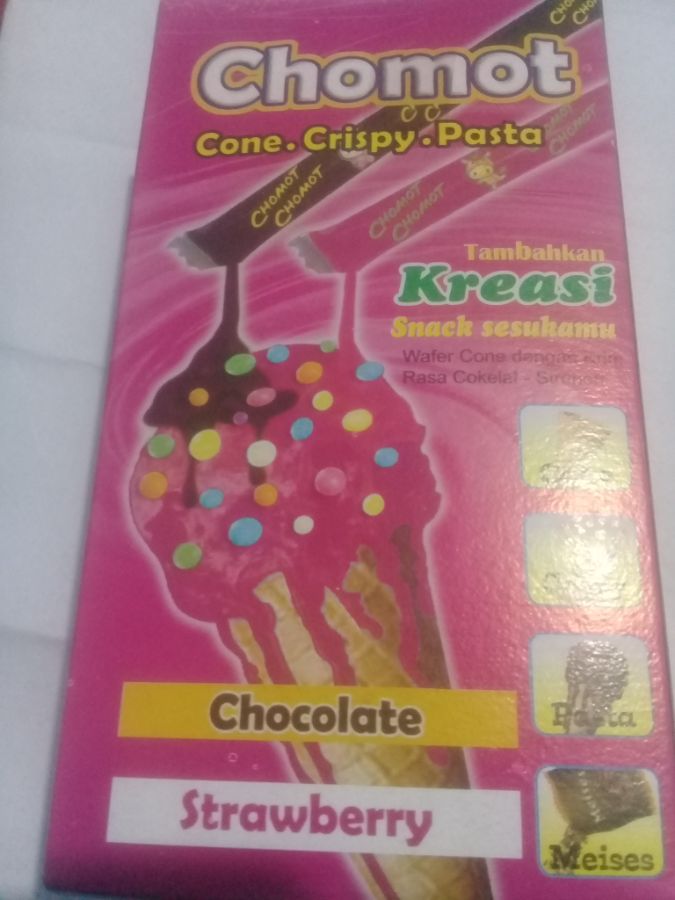 Chomot
Cone . Crispy . Pasta
CHOMOT
CHOMOT
CHOMOT
CHOMOT
CHOMOT
Tambahkan
Kreasi
Snack sesukamu
Wafer Cone dengan
Rasa Cokelat -
Pasta
Chocolate
Strawberry
Meises